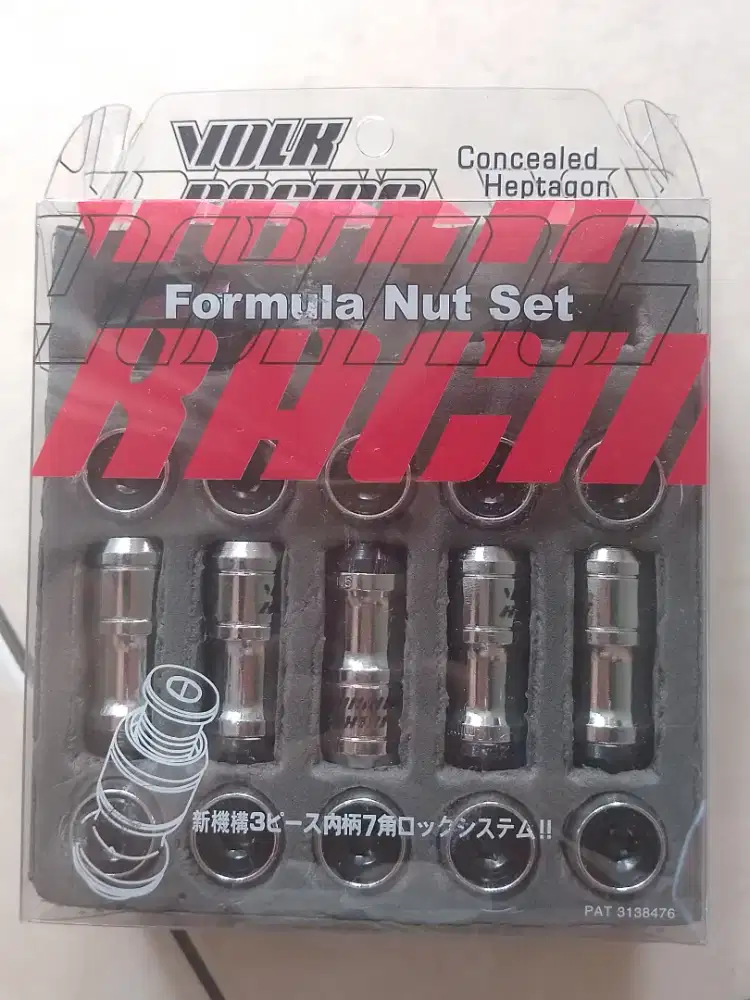 VOLK
RACING
Concealed
Heptagon
Formula Nut Set
RACIN
新機構3ピース内柄7角ロックシステム!!
PAT 3138476